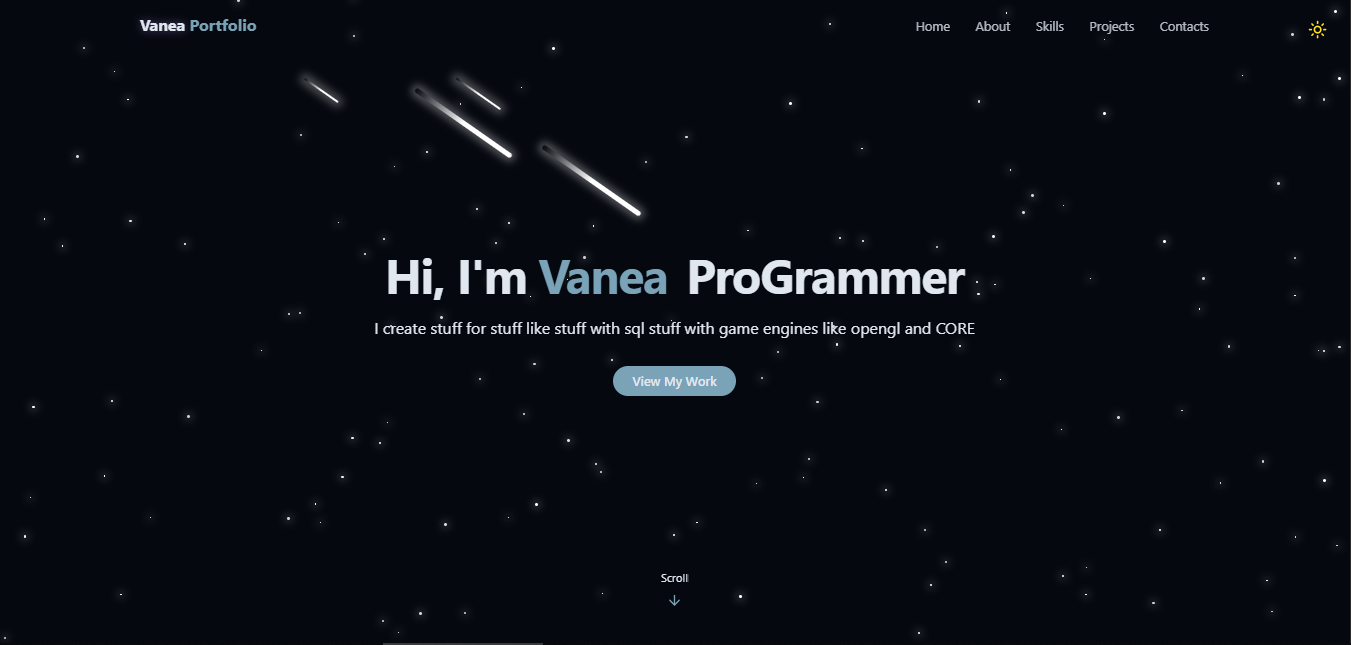 Vanea Portfolio
Home About Skills Projects Contacts
Hi, I'm Vanea ProGrammer
I create stuff for stuff like stuff with sql stuff with game engines like opengl and CORE
View My Work
Scroll